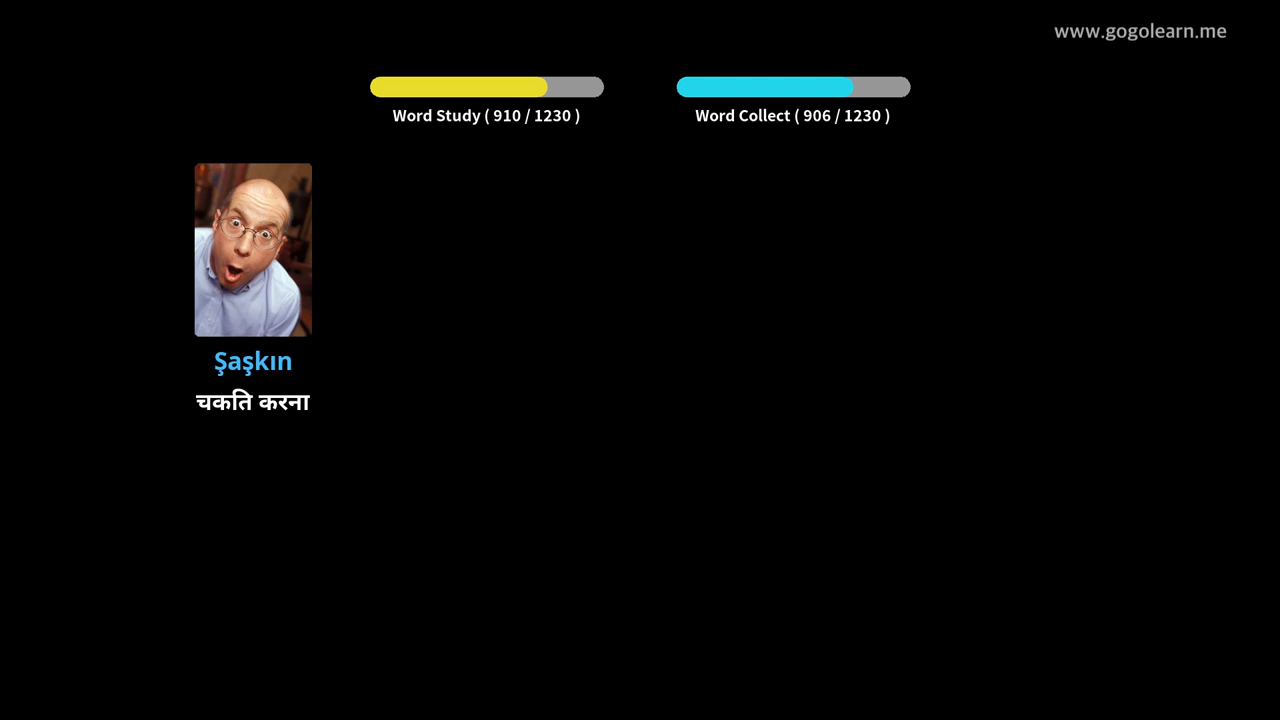 www.gogolearn.me
Word Study ( 910 / 1230 )
Word Collect ( 906 / 1230 )
Şaşkın
चकति करना